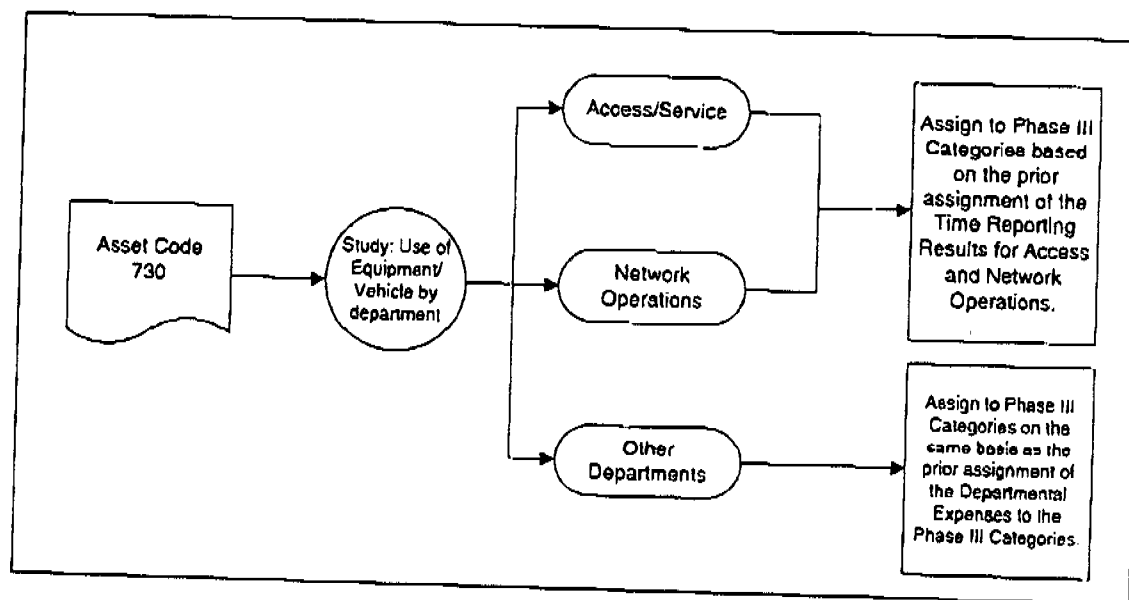 Asset Code
730
Study: Use of
Equipment/
Vehicle by
department
Access/Service
Network
Operations
Other
Departments
Assign to Phase III
Categories based
on the prior
assignment of the
Time Reporting
Results for Access
and Network
Operations.
Assign to Phase III
Categories on the
same basis as the
prior assignment of
the Departmental
Expenses to the
Phase III Categories.